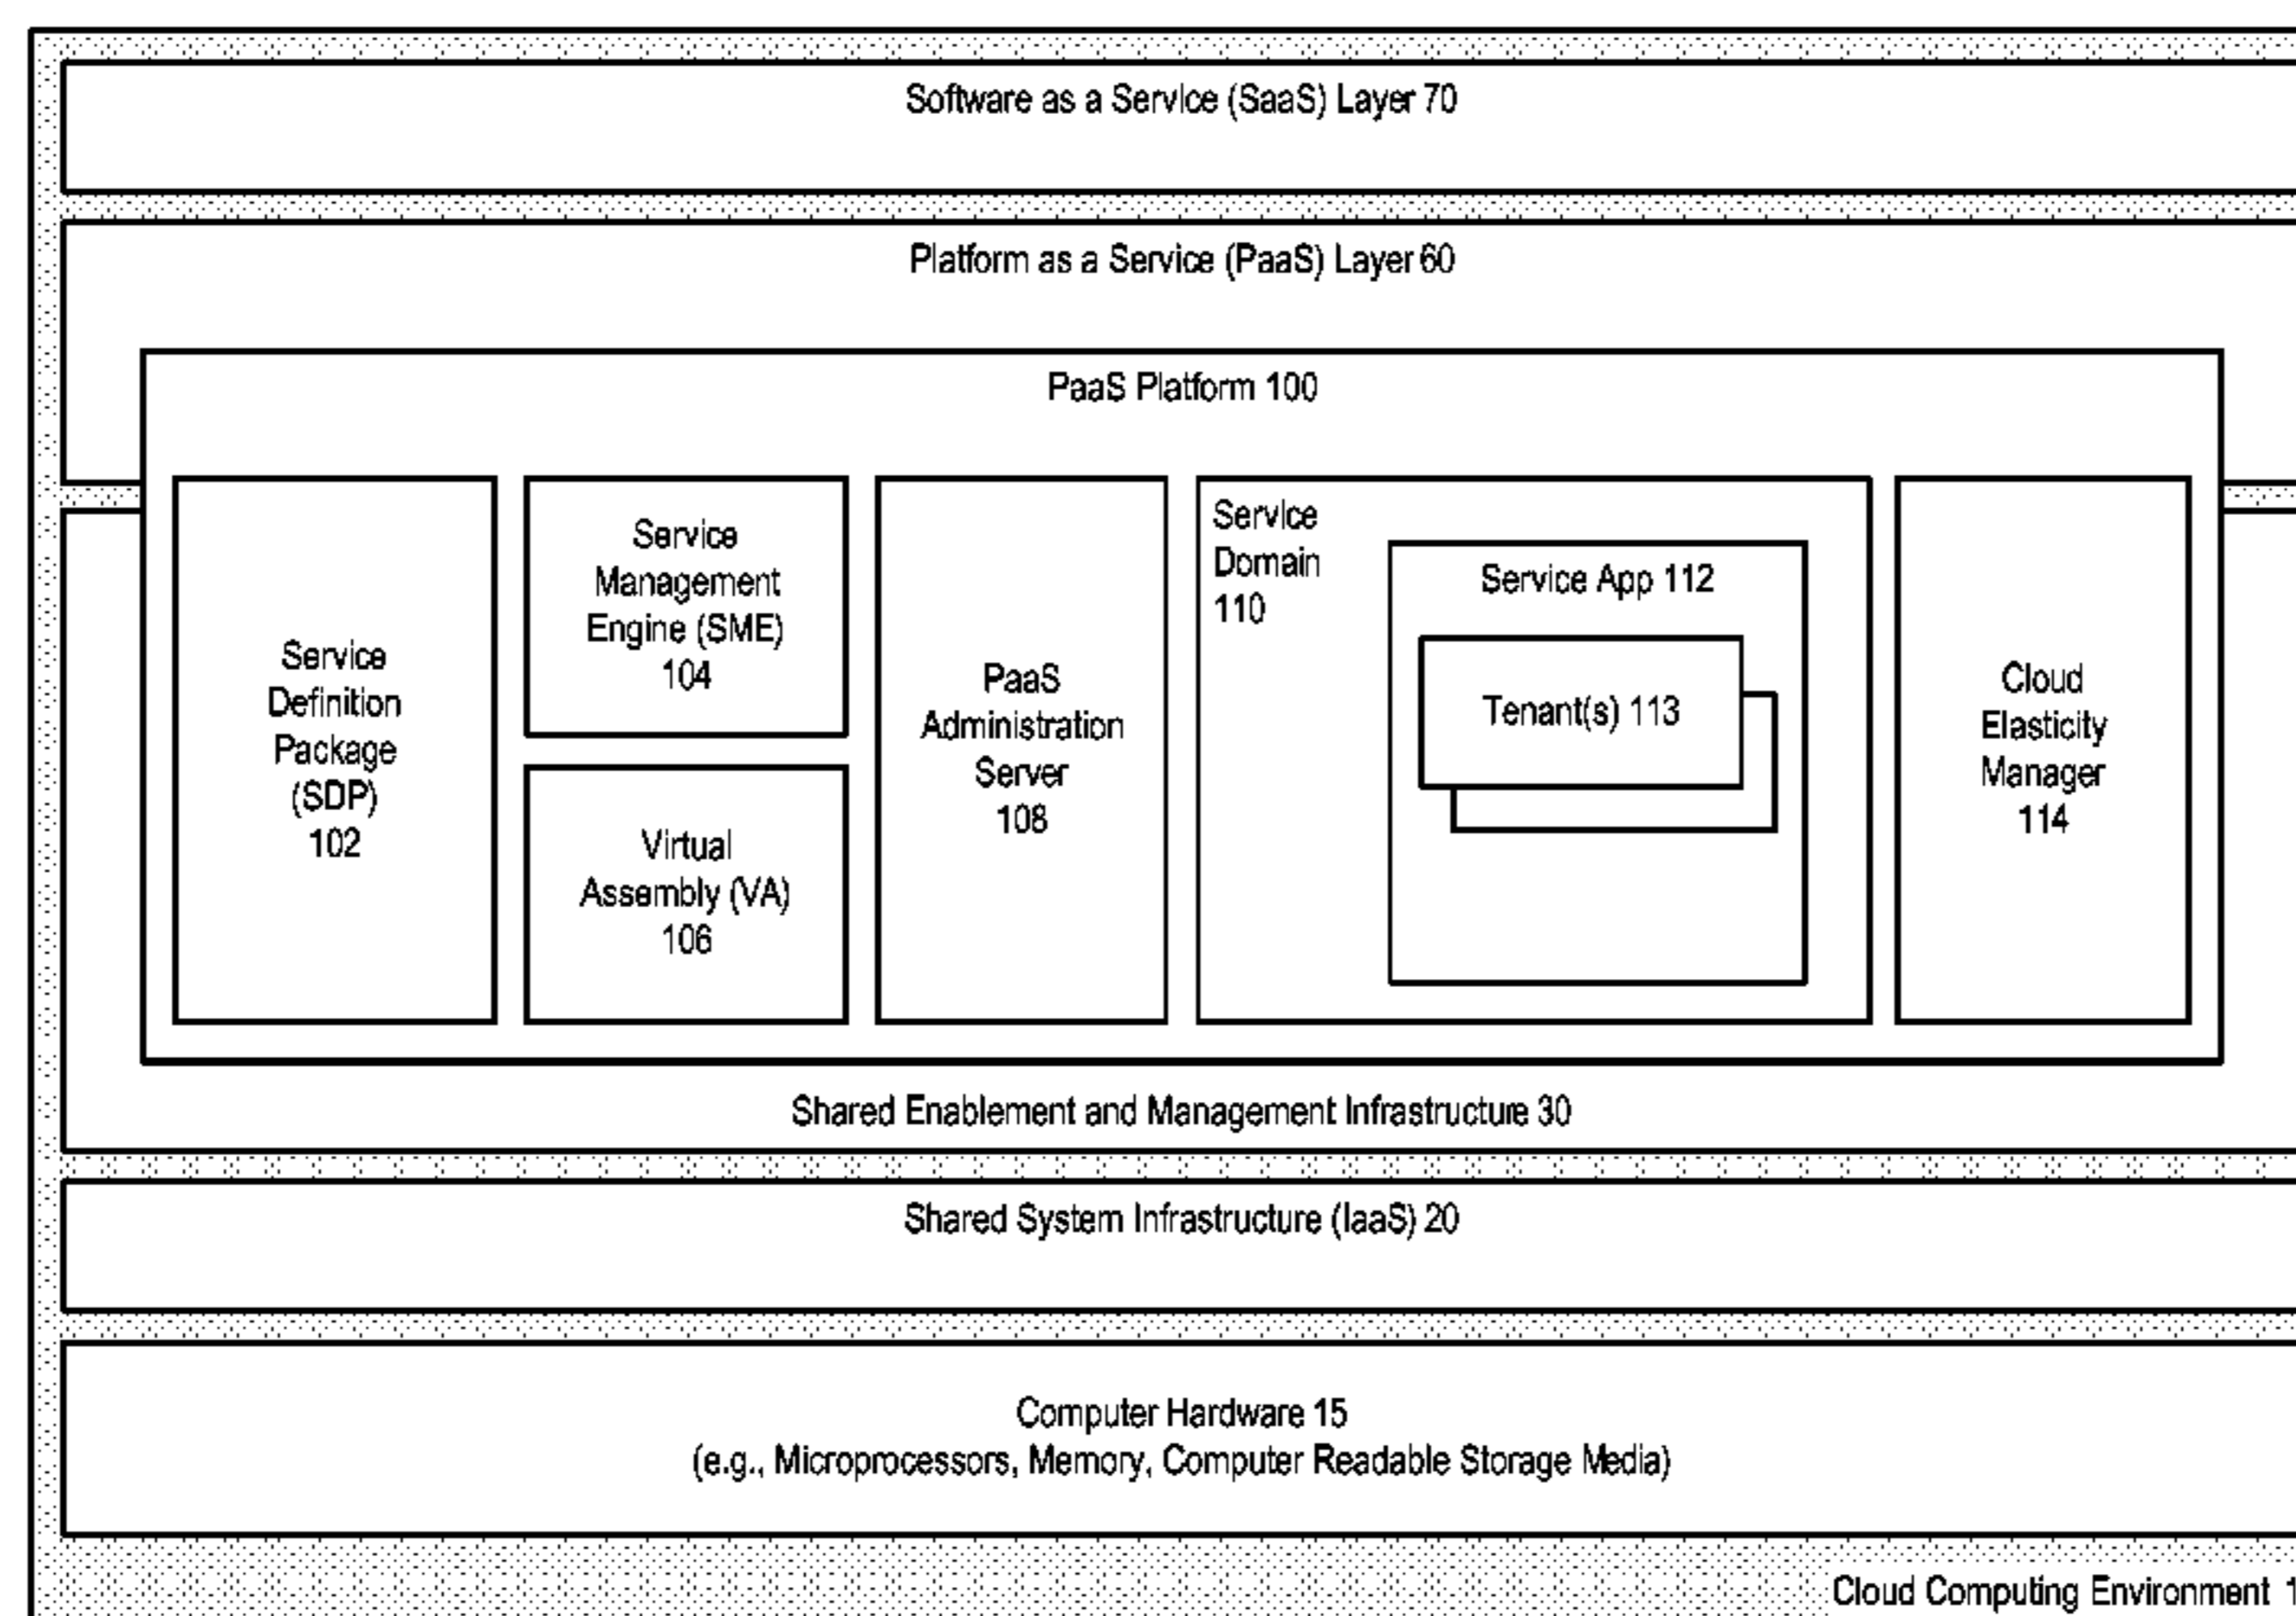 Software as a Service (SaaS) Layer 70
Platform as a Service (PaaS) Layer 60
PaaS Platform 100
Service
Definition
Package
(SDP)
102
Service
Management
Engine (SME)
104
Virtual
Assembly (VA)
106
PaaS
Administration
Server
108
Service
Domain
110
Service App 112
Tenant(s) 113
Cloud
Elasticity
Manager
114
Shared Enablement and Management Infrastructure 30
Shared System Infrastructure (IaaS) 20
Computer Hardware 15
(e.g., Microprocessors, Memory, Computer Readable Storage Media)
Cloud Computing Environment